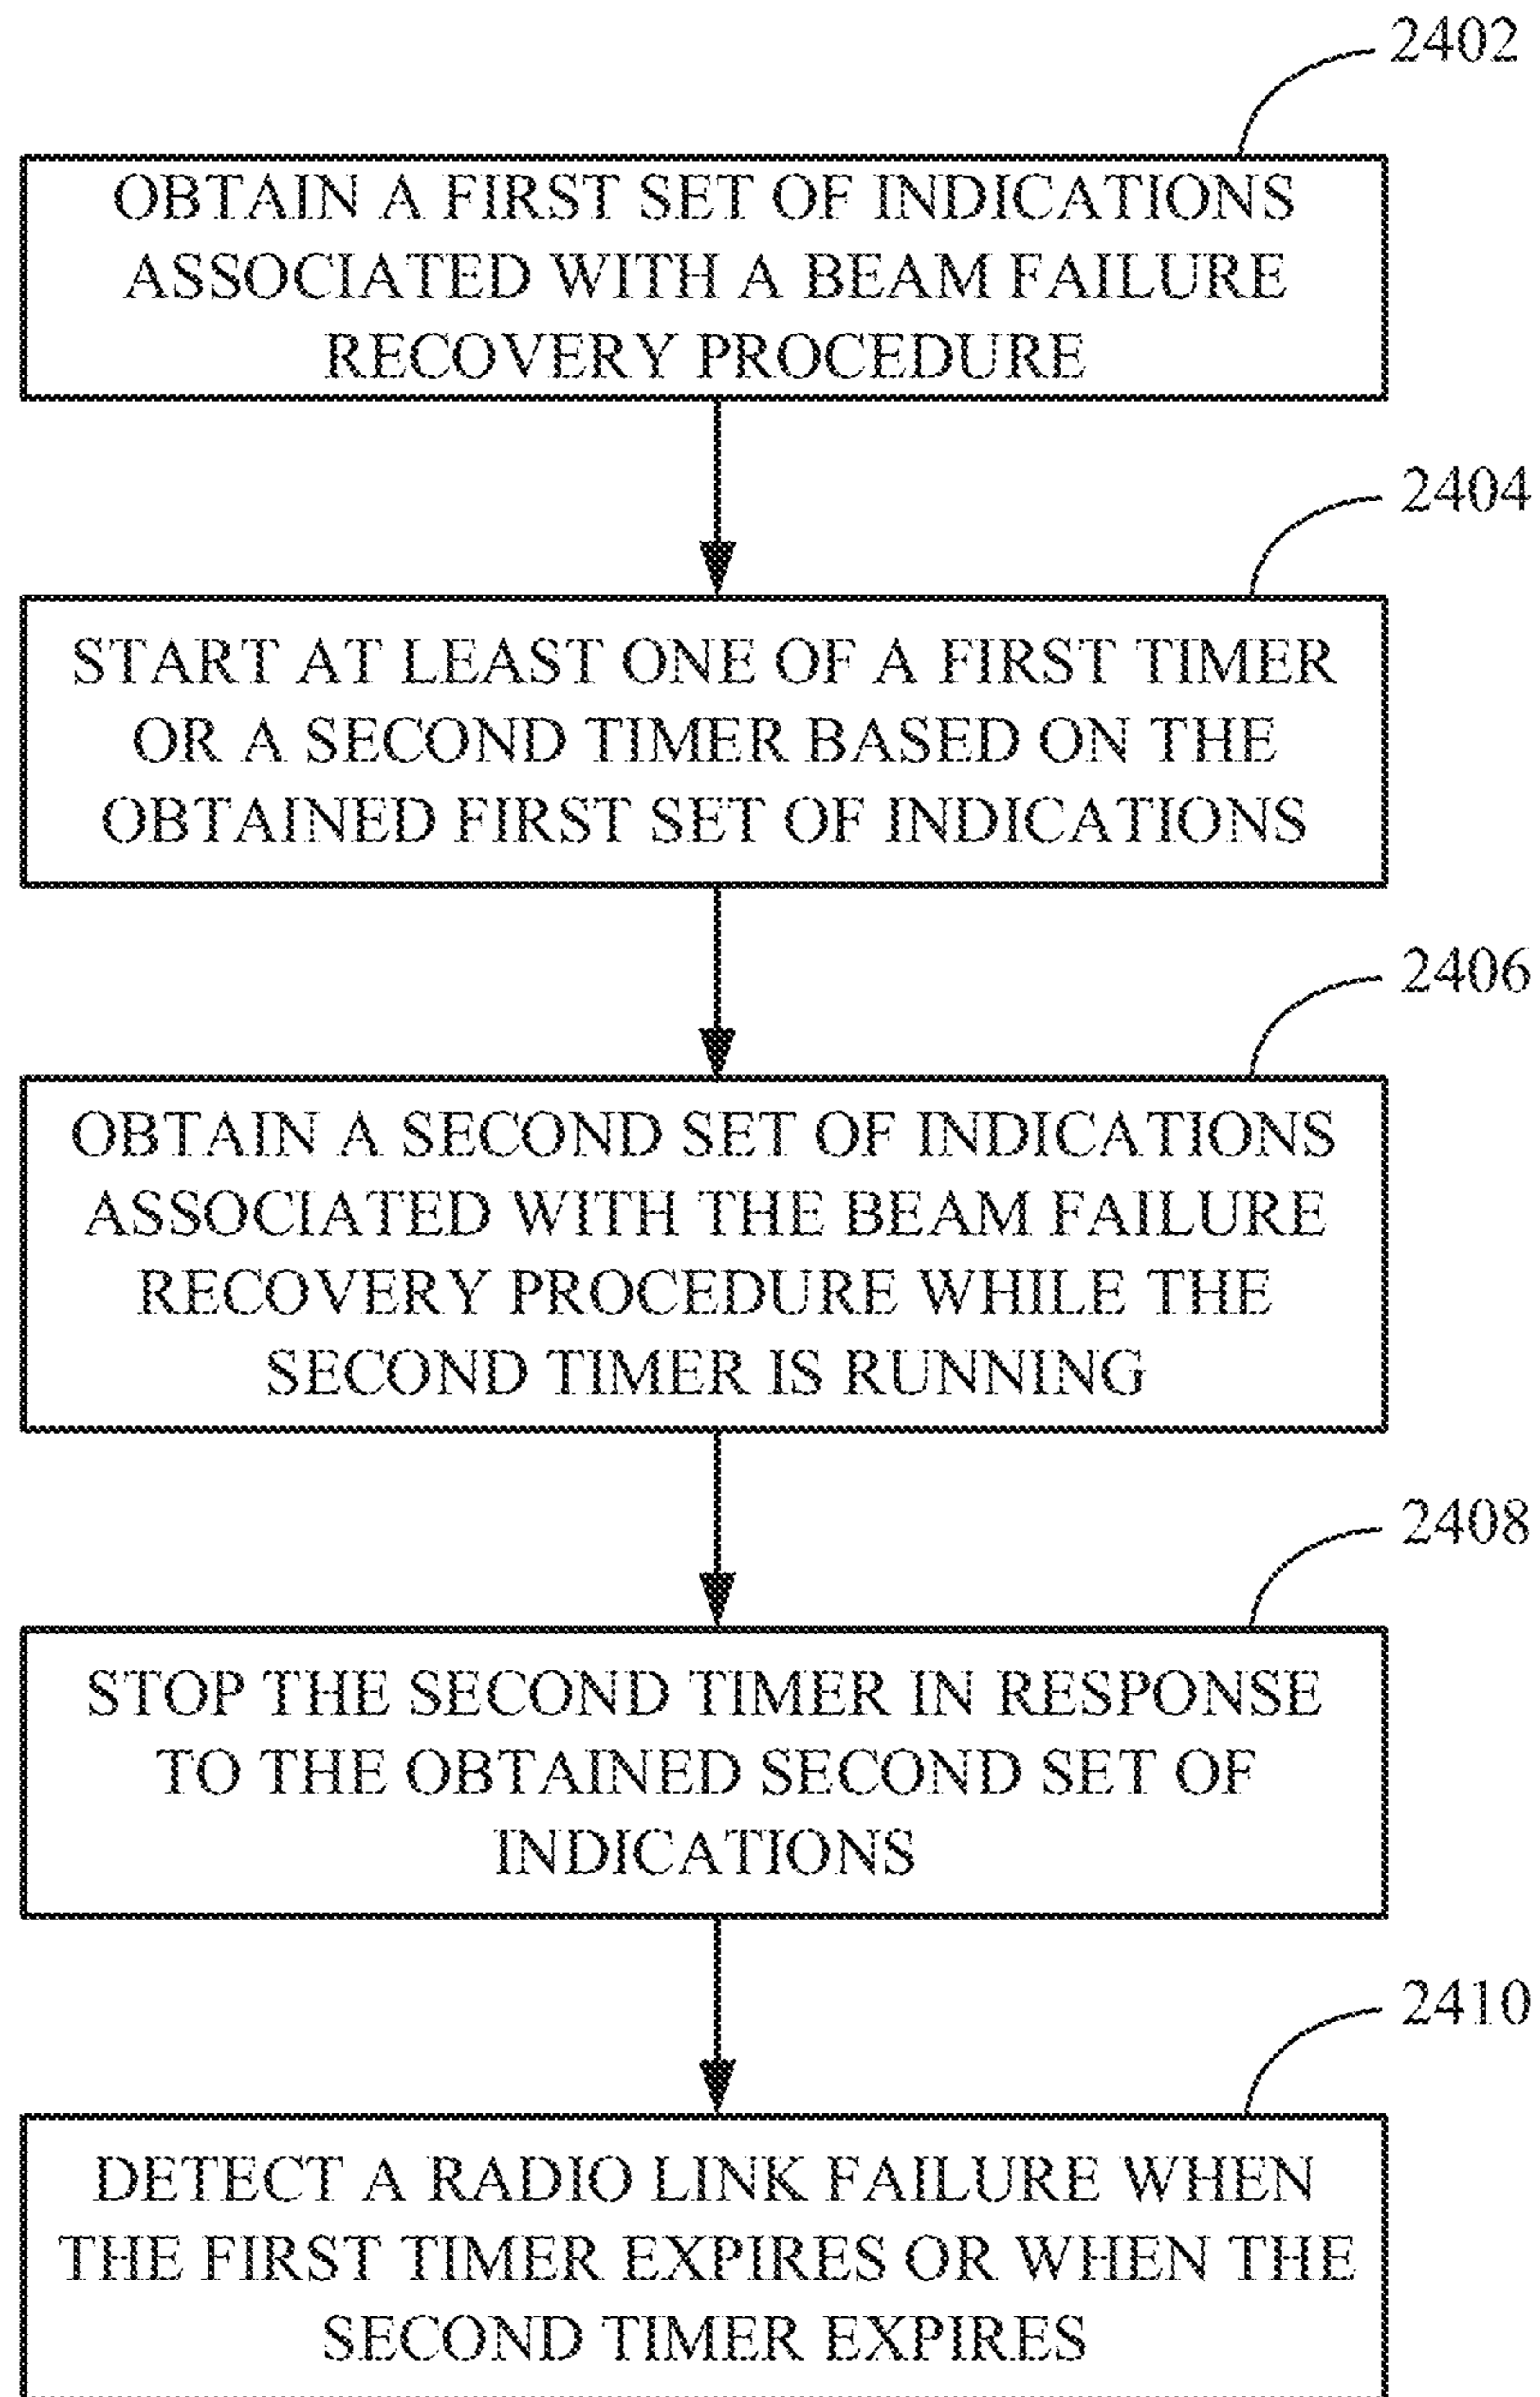 2402
OBTAIN A FIRST SET OF INDICATIONS
ASSOCIATED WITH A BEAM FAILURE
RECOVERY PROCEDURE
2404
START AT LEAST ONE OF A FIRST TIMER
OR A SECOND TIMER BASED ON THE
OBTAINED FIRST SET OF INDICATIONS
2406
OBTAIN A SECOND SET OF INDICATIONS
ASSOCIATED WITH THE BEAM FAILURE
RECOVERY PROCEDURE WHILE THE
SECOND TIMER IS RUNNING
2408
STOP THE SECOND TIMER IN RESPONSE
TO THE OBTAINED SECOND SET OF
INDICATIONS
2410
DETECT A RADIO LINK FAILURE WHEN
THE FIRST TIMER EXPIRES OR WHEN THE
SECOND TIMER EXPIRES